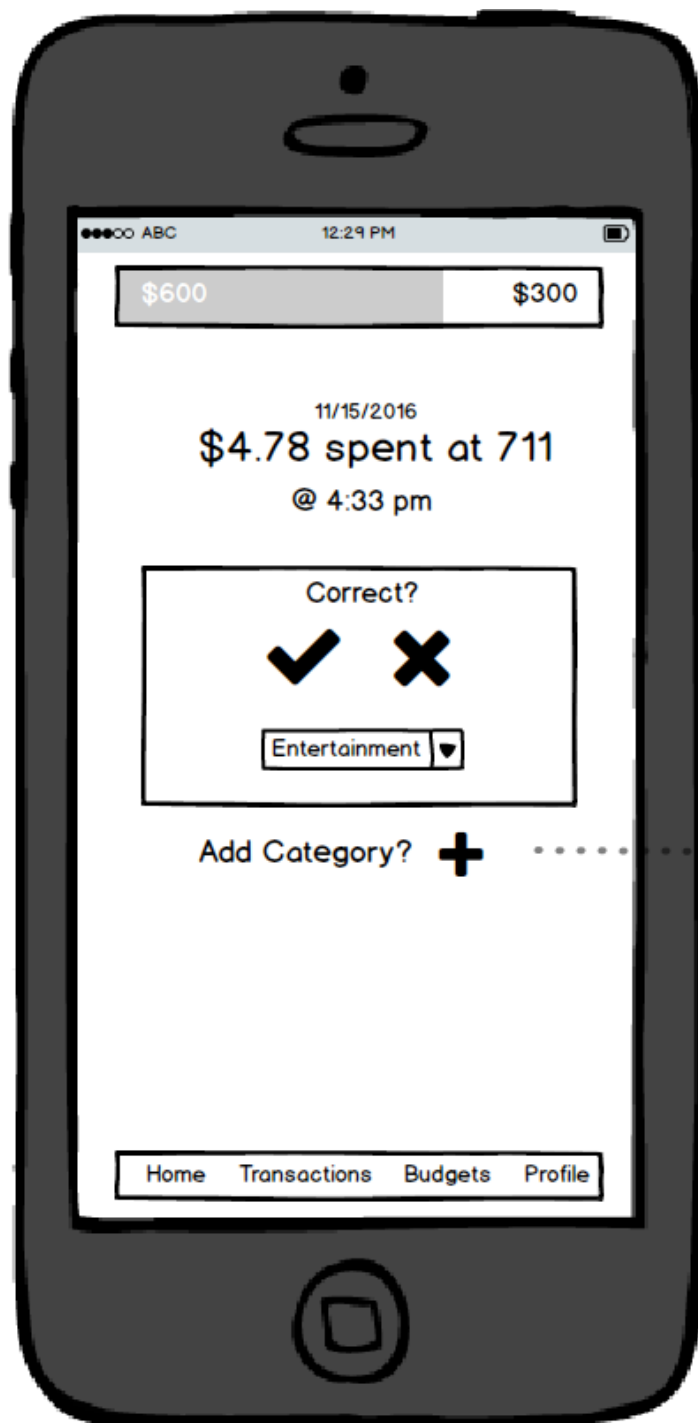 ABC 12:29 PM
$600 $300
11/15/2016
$4.78 spent at 711
@ 4:33 pm
Correct?
Entertainment
Add Category?
Home Transactions Budgets Profile